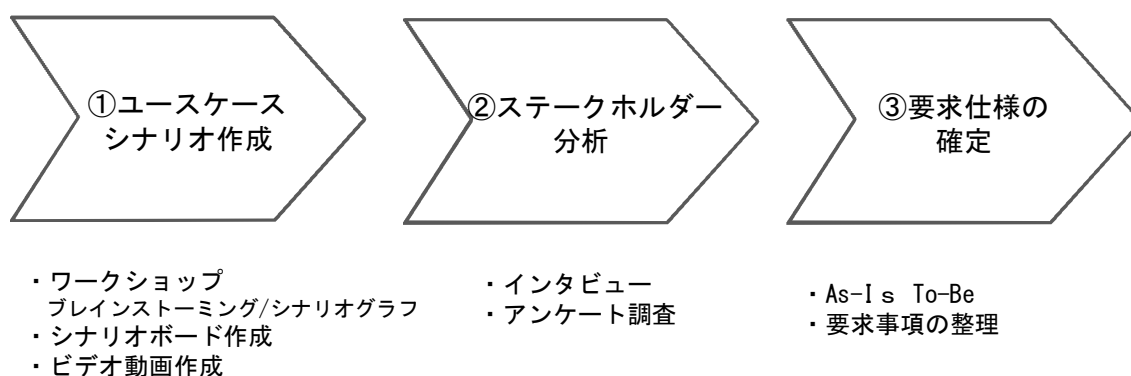 ①ユースケース
シナリオ作成
②ステークホルダー
分析
③要求仕様の
確定
・ワークショップ
ブレインストーミング/シナリオグラフ
・シナリオボード作成
・ビデオ動画作成
・インタビュー
・アンケート調査
・As-Iｓ To-Be
・要求事項の整理